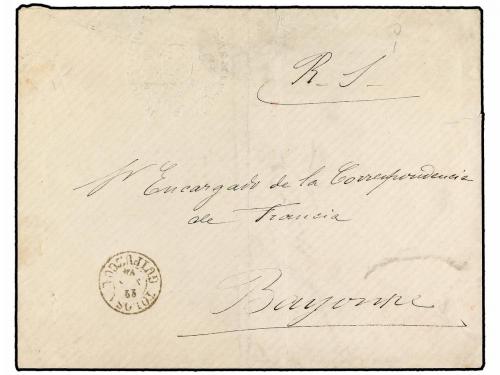 R. S.
Sr Encargado de la Correspondencia
de Francia
Bayonne